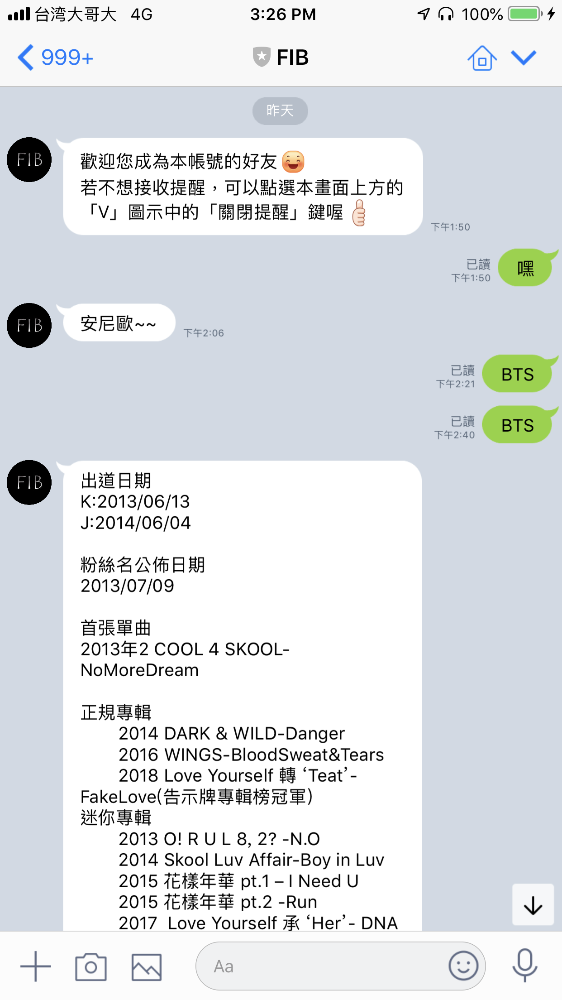 台湾大哥大 4G 3:26 PM 100%
999+ FIB
昨天
FIB
歡迎您成為本帳號的好友
若不想接收提醒，可以點選本畫面上方的
「V」圖示中的「關閉提醒」鍵喔
下午1:50
已讀
下午1:50
嘿
FIB
安尼歐~~
下午2:06
已讀
下午2:21
BTS
已讀
下午2:40
BTS
FIB
出道日期
K:2013/06/13
J:2014/06/04
粉絲名公佈日期
2013/07/09
首張單曲
2013年2 COOL 4 SKOOL-
NoMoreDream
正規專輯
2014 DARK & WILD-Danger
2016 WINGS-BloodSweat&Tears
2018 Love Yourself 轉 ‘Teat’-
FakeLove(告示牌專輯榜冠軍)
迷你專輯
2013 O! R U L 8, 2? -N.O
2014 Skool Luv Affair-Boy in Luv
2015 花樣年華 pt.1 – I Need U
2015 花樣年華 pt.2 -Run
2017  Love Yourself 承 ‘Her’- DNA
Aa